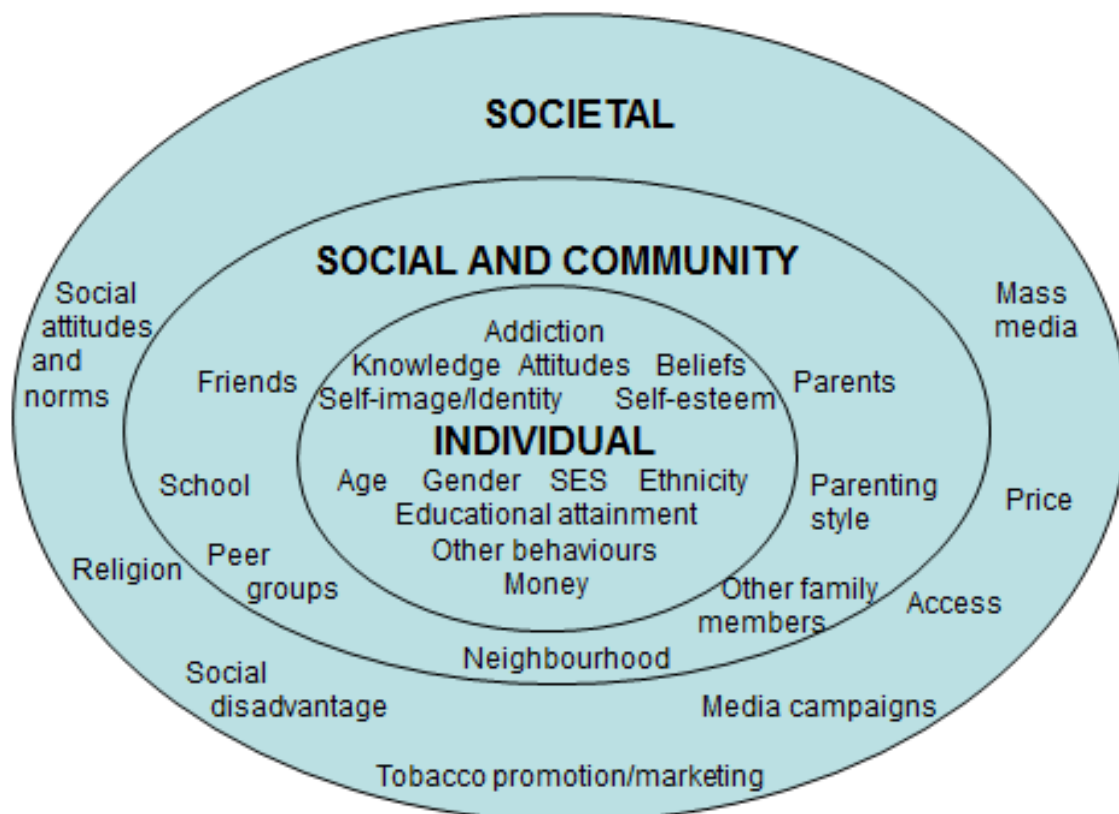 SOCIETAL
SOCIAL AND COMMUNITY
Social
attitudes
and
norms
Mass
media
Friends
Parents
Addiction
Knowledge Attitudes Beliefs
Self-image/Identity Self-esteem
INDIVIDUAL
Age Gender SES Ethnicity
Educational attainment
Other behaviours
Money
School
Parenting
style
Price
Religion
Peer
groups
Other family
members
Access
Neighbourhood
Social
disadvantage
Media campaigns
Tobacco promotion/marketing